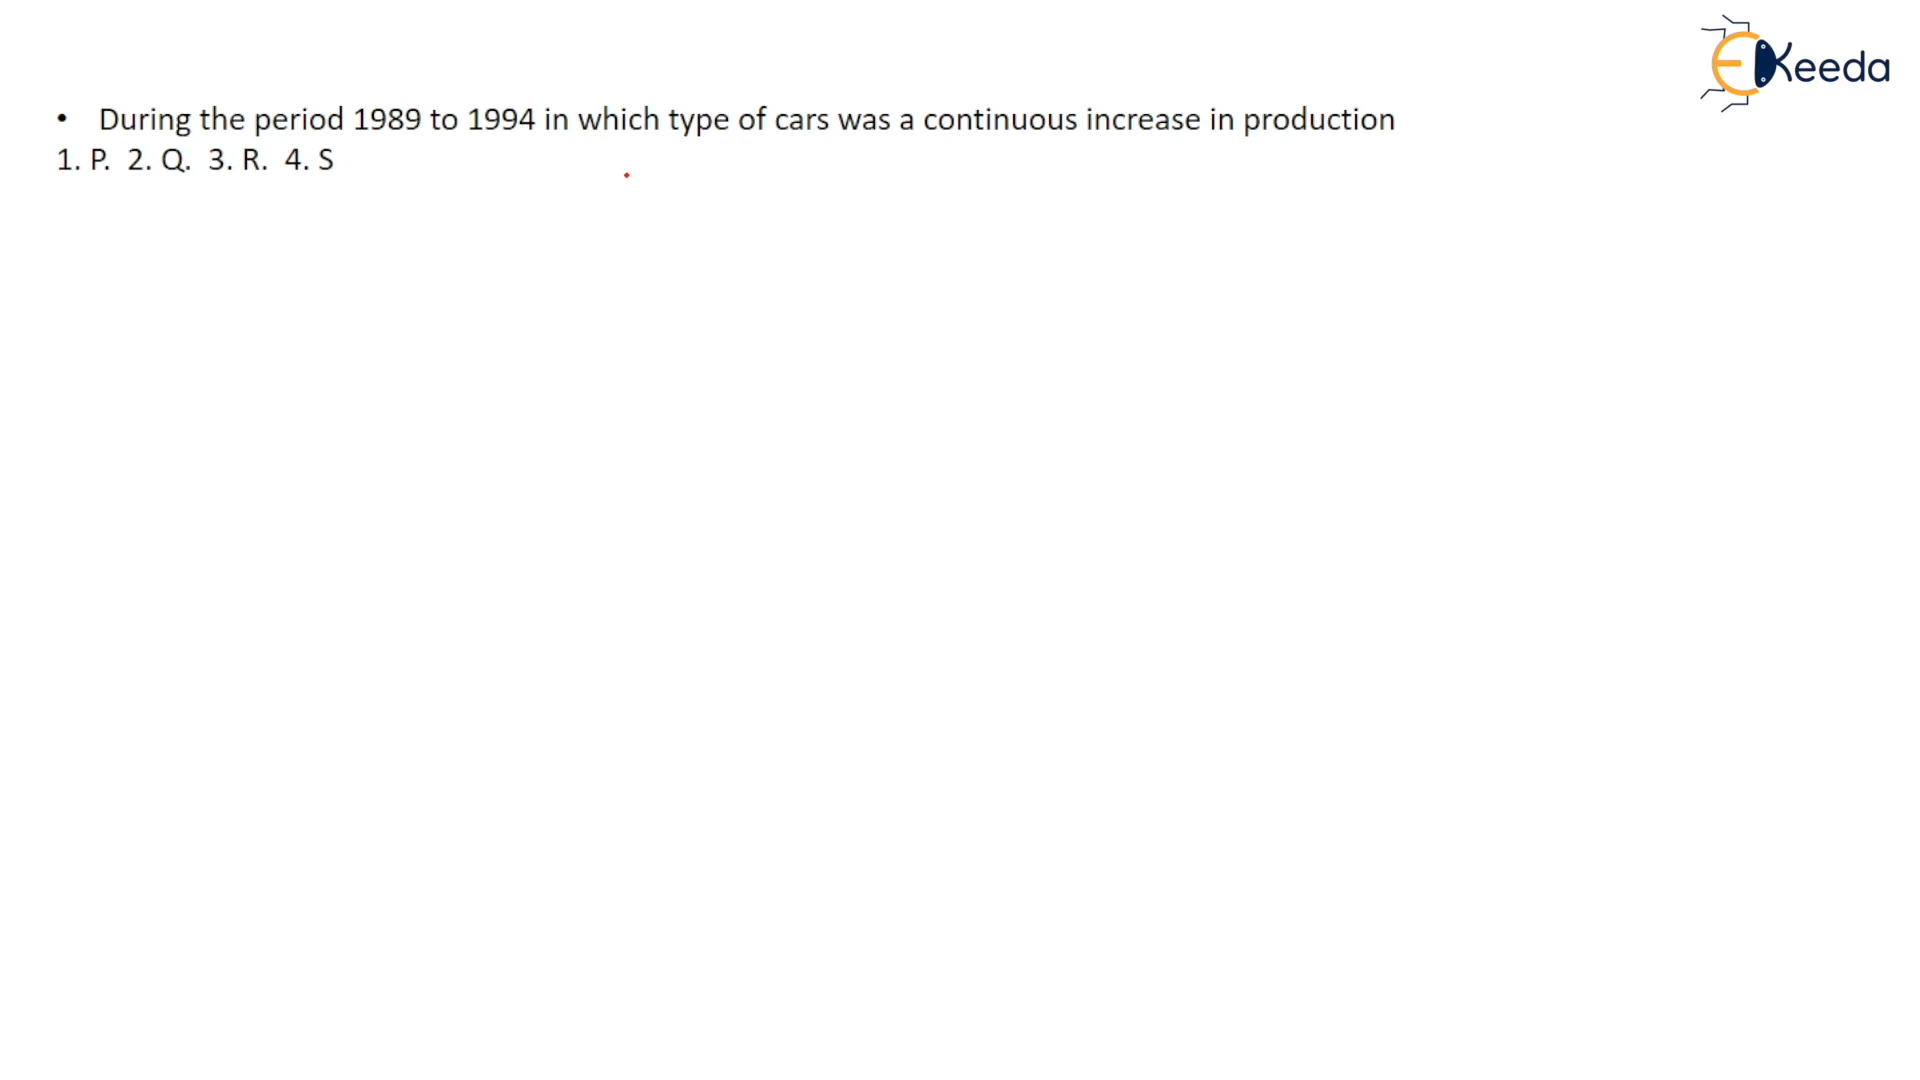 EKeeda
• During the period 1989 to 1994 in which type of cars was a continuous increase in production
1. P. 2. Q. 3. R. 4. S